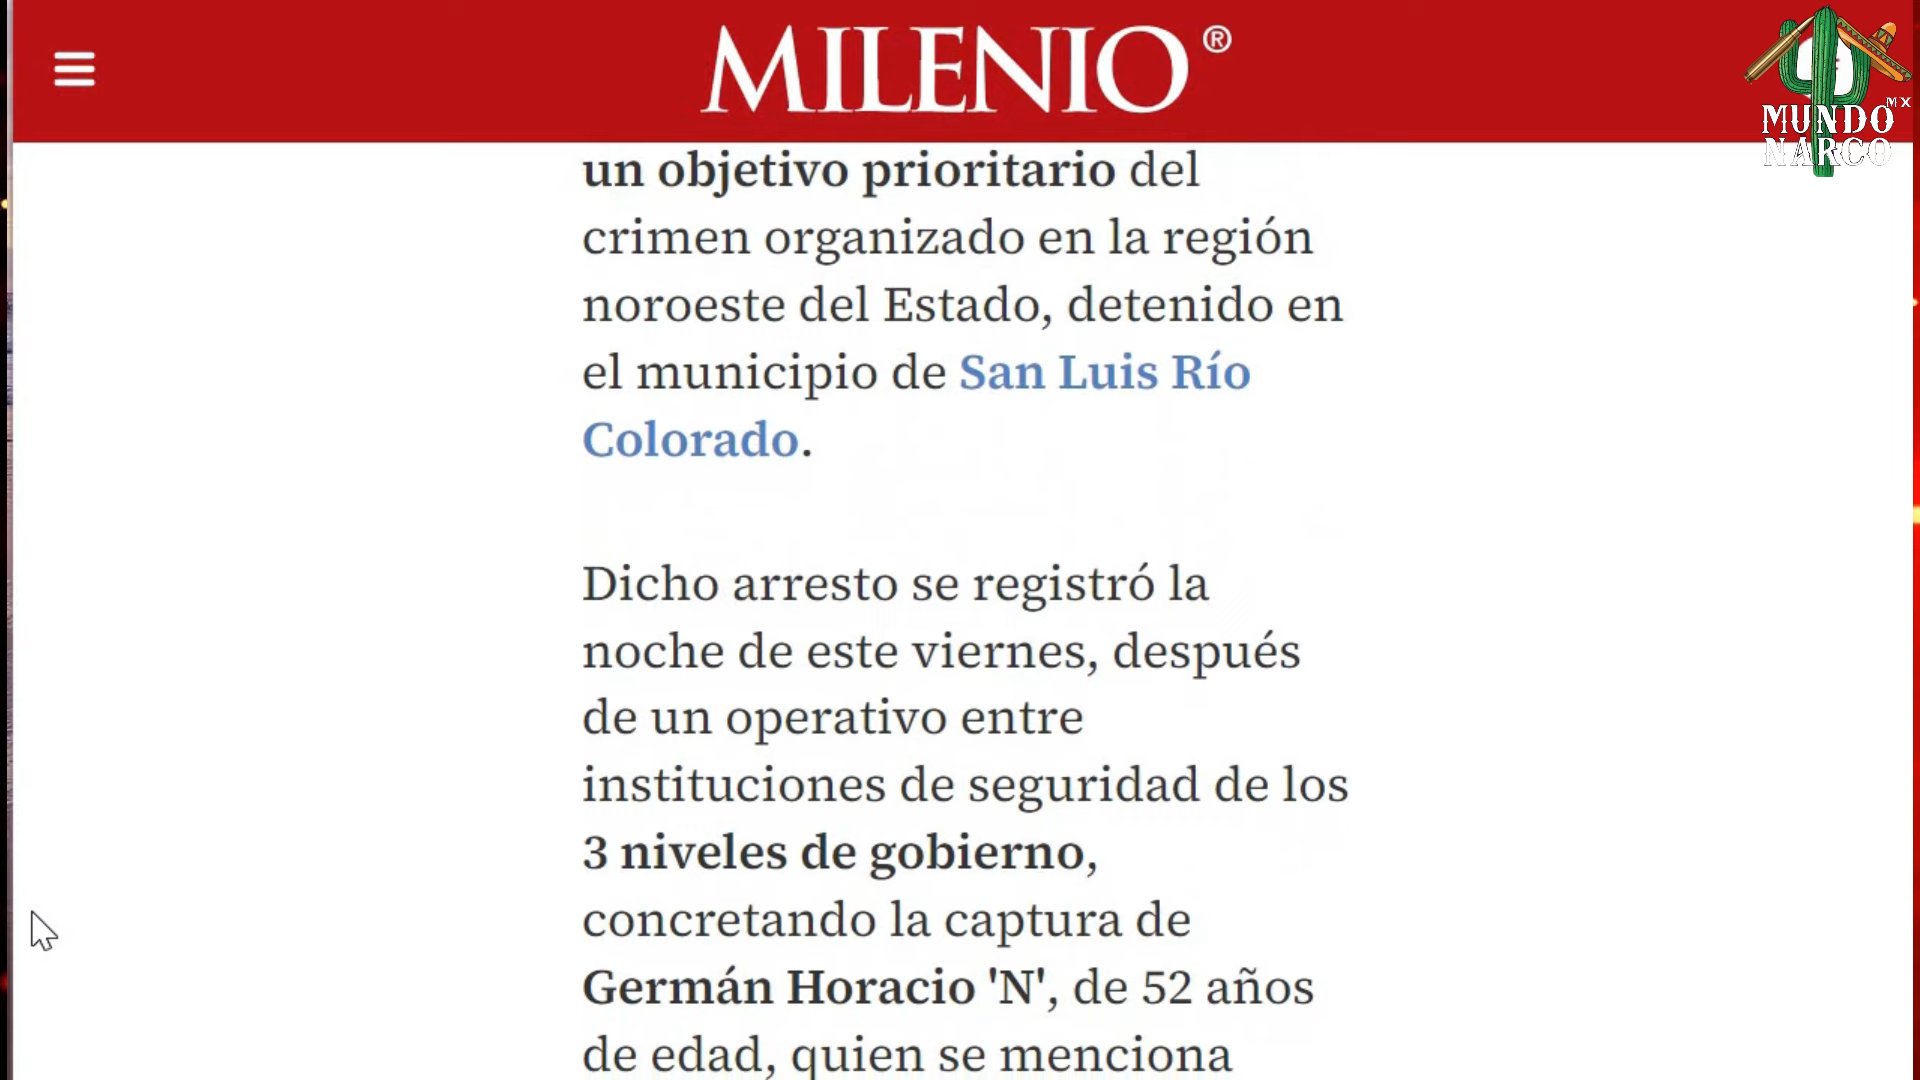 MILENIO®
MX
MUNDO
NARCO
un objetivo prioritario del
crimen organizado en la región
noroeste del Estado, detenido en
el municipio de San Luis Río
Colorado.
Dicho arresto se registró la
noche de este viernes, después
de un operativo entre
instituciones de seguridad de los
3 niveles de gobierno,
concretando la captura de
Germán Horacio 'N', de 52 años
de edad, quien se menciona